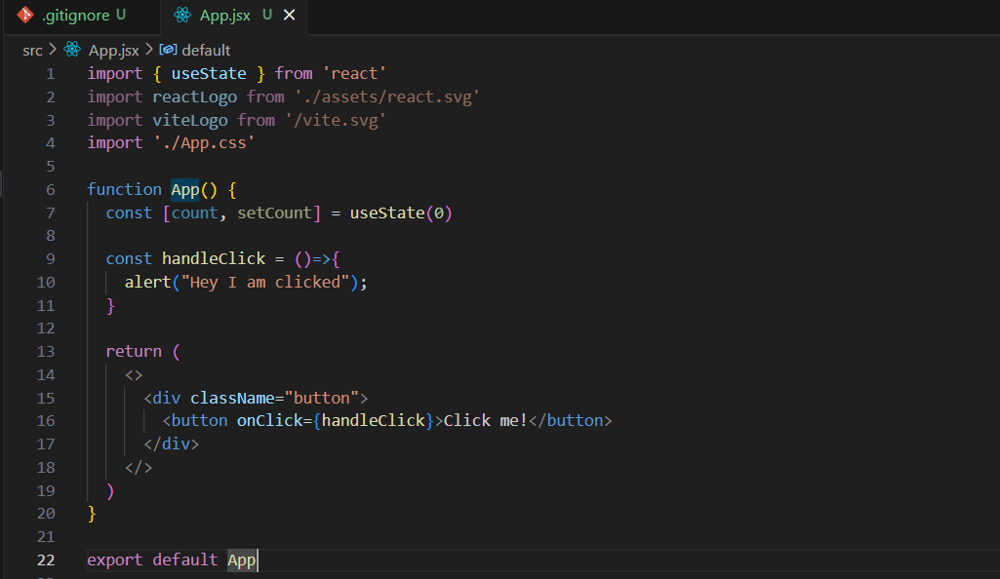 .gitignore U App.jsx U
src > App.jsx > default
1 import { useState } from 'react'
2 import reactLogo from './assets/react.svg'
3 import viteLogo from '/vite.svg'
4 import './App.css'
5
6 function App() {
7   const [count, setCount] = useState(0)
8
9   const handleClick = ()=>{
10     alert("Hey I am clicked");
11   }
12
13   return (
14     <>
15       <div className="button">
16         <button onClick={handleClick}>Click me!</button>
17       </div>
18     </>
19   )
20 }
21
22 export default App